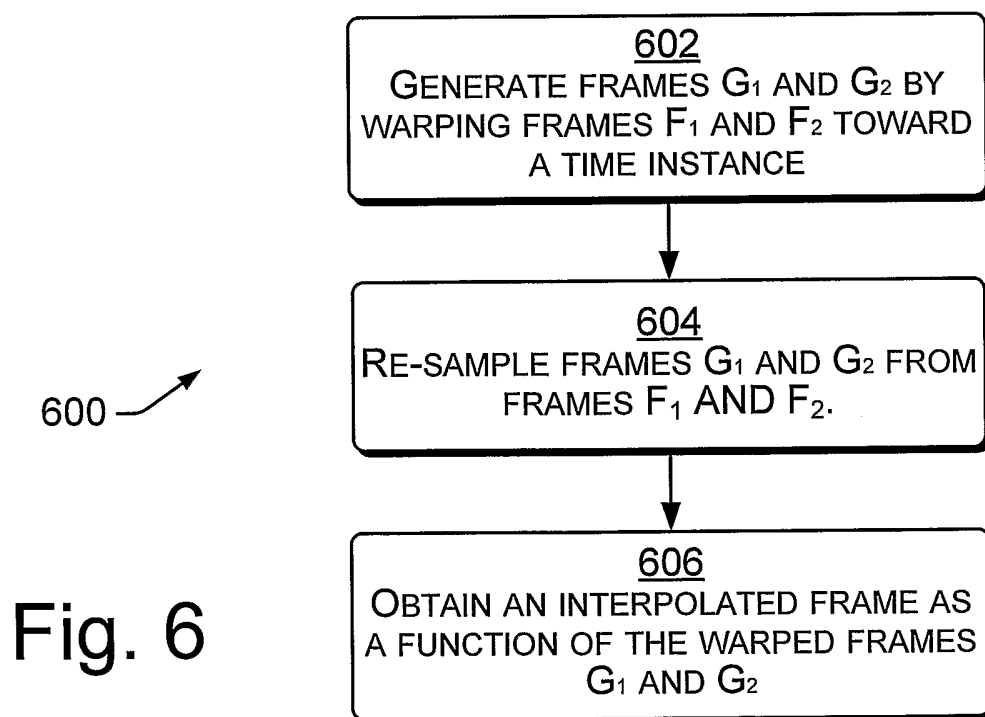 602
GENERATE FRAMES G1 AND G2 BY
WARPING FRAMES F1 AND F2 TOWARD
A TIME INSTANCE
604
RE-SAMPLE FRAMES G1 AND G2 FROM
FRAMES F1 AND F2.
600
606
OBTAIN AN INTERPOLATED FRAME AS
A FUNCTION OF THE WARPED FRAMES
G1 AND G2
Fig. 6